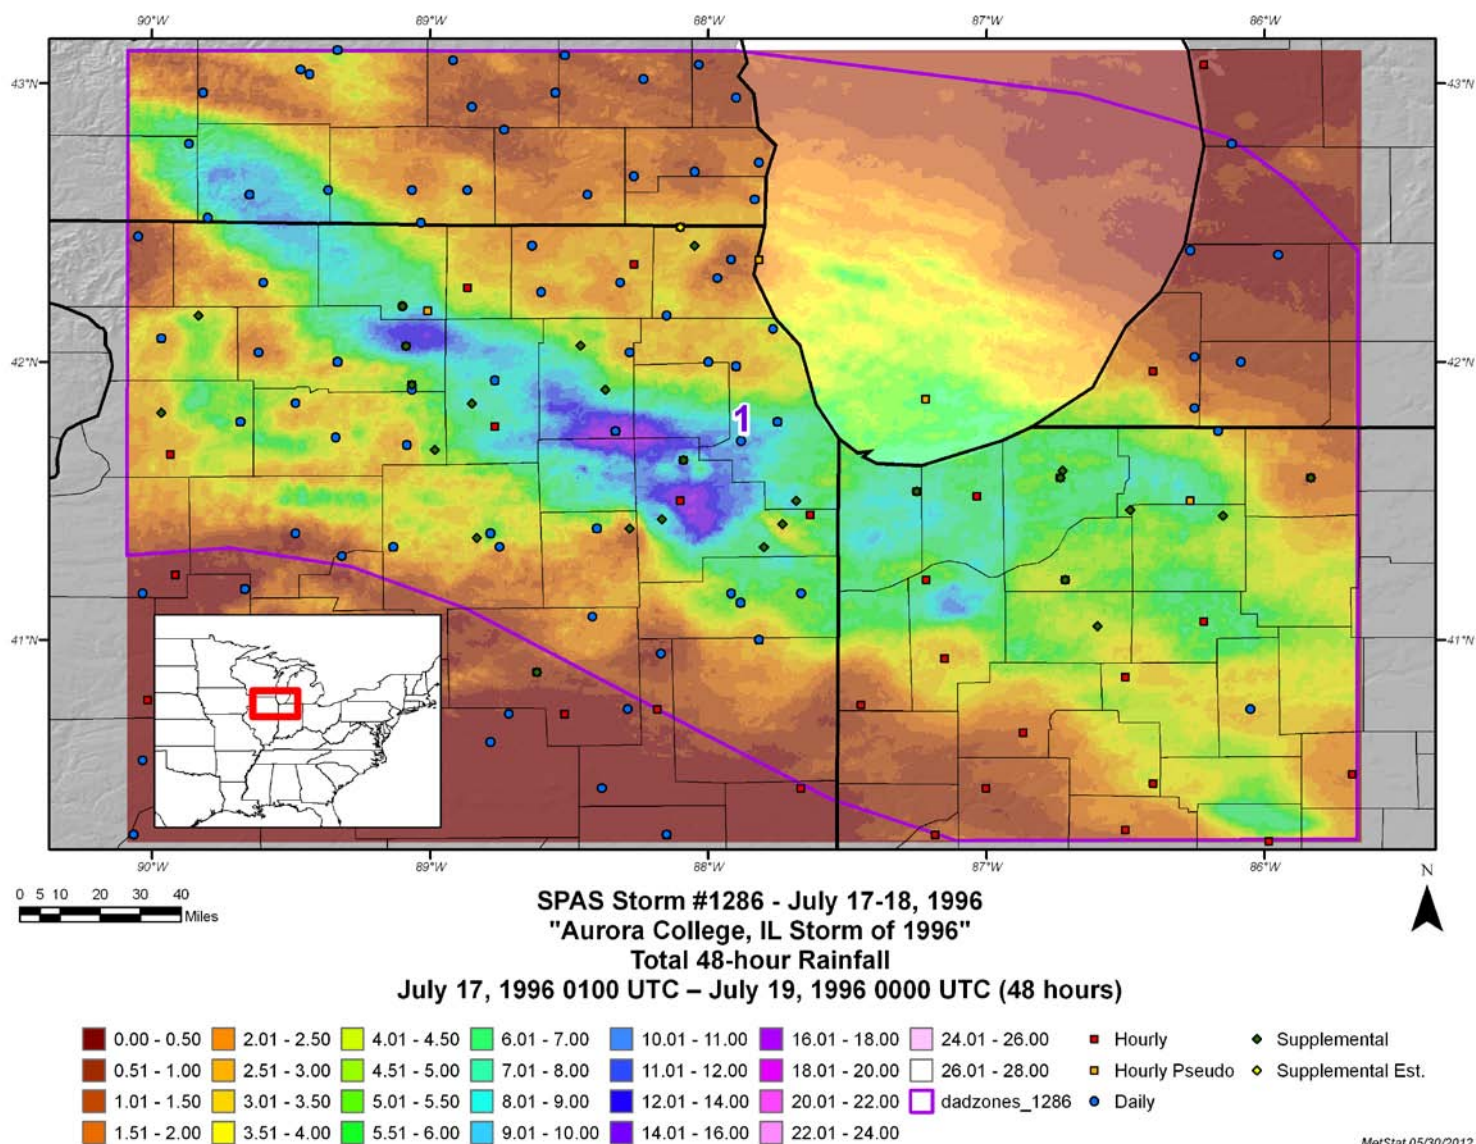 90°W 89°W 88°W 87°W 86°W
43°N 43°N
42°N 42°N
1
41°N 41°N
90°W 89°W 88°W 87°W 86°W
N
0 5 10 20 30 40
Miles
SPAS Storm #1286 - July 17-18, 1996
"Aurora College, IL Storm of 1996"
Total 48-hour Rainfall
July 17, 1996 0100 UTC – July 19, 1996 0000 UTC (48 hours)
0.00 - 0.50 2.01 - 2.50 4.01 - 4.50 6.01 - 7.00 10.01 - 11.00 16.01 - 18.00 24.01 - 26.00 Hourly Supplemental
0.51 - 1.00 2.51 - 3.00 4.51 - 5.00 7.01 - 8.00 11.01 - 12.00 18.01 - 20.00 26.01 - 28.00 Hourly Pseudo Supplemental Est.
1.01 - 1.50 3.01 - 3.50 5.01 - 5.50 8.01 - 9.00 12.01 - 14.00 20.01 - 22.00 dadzones_1286 Daily
1.51 - 2.00 3.51 - 4.00 5.51 - 6.00 9.01 - 10.00 14.01 - 16.00 22.01 - 24.00
MetStat 05/30/2012